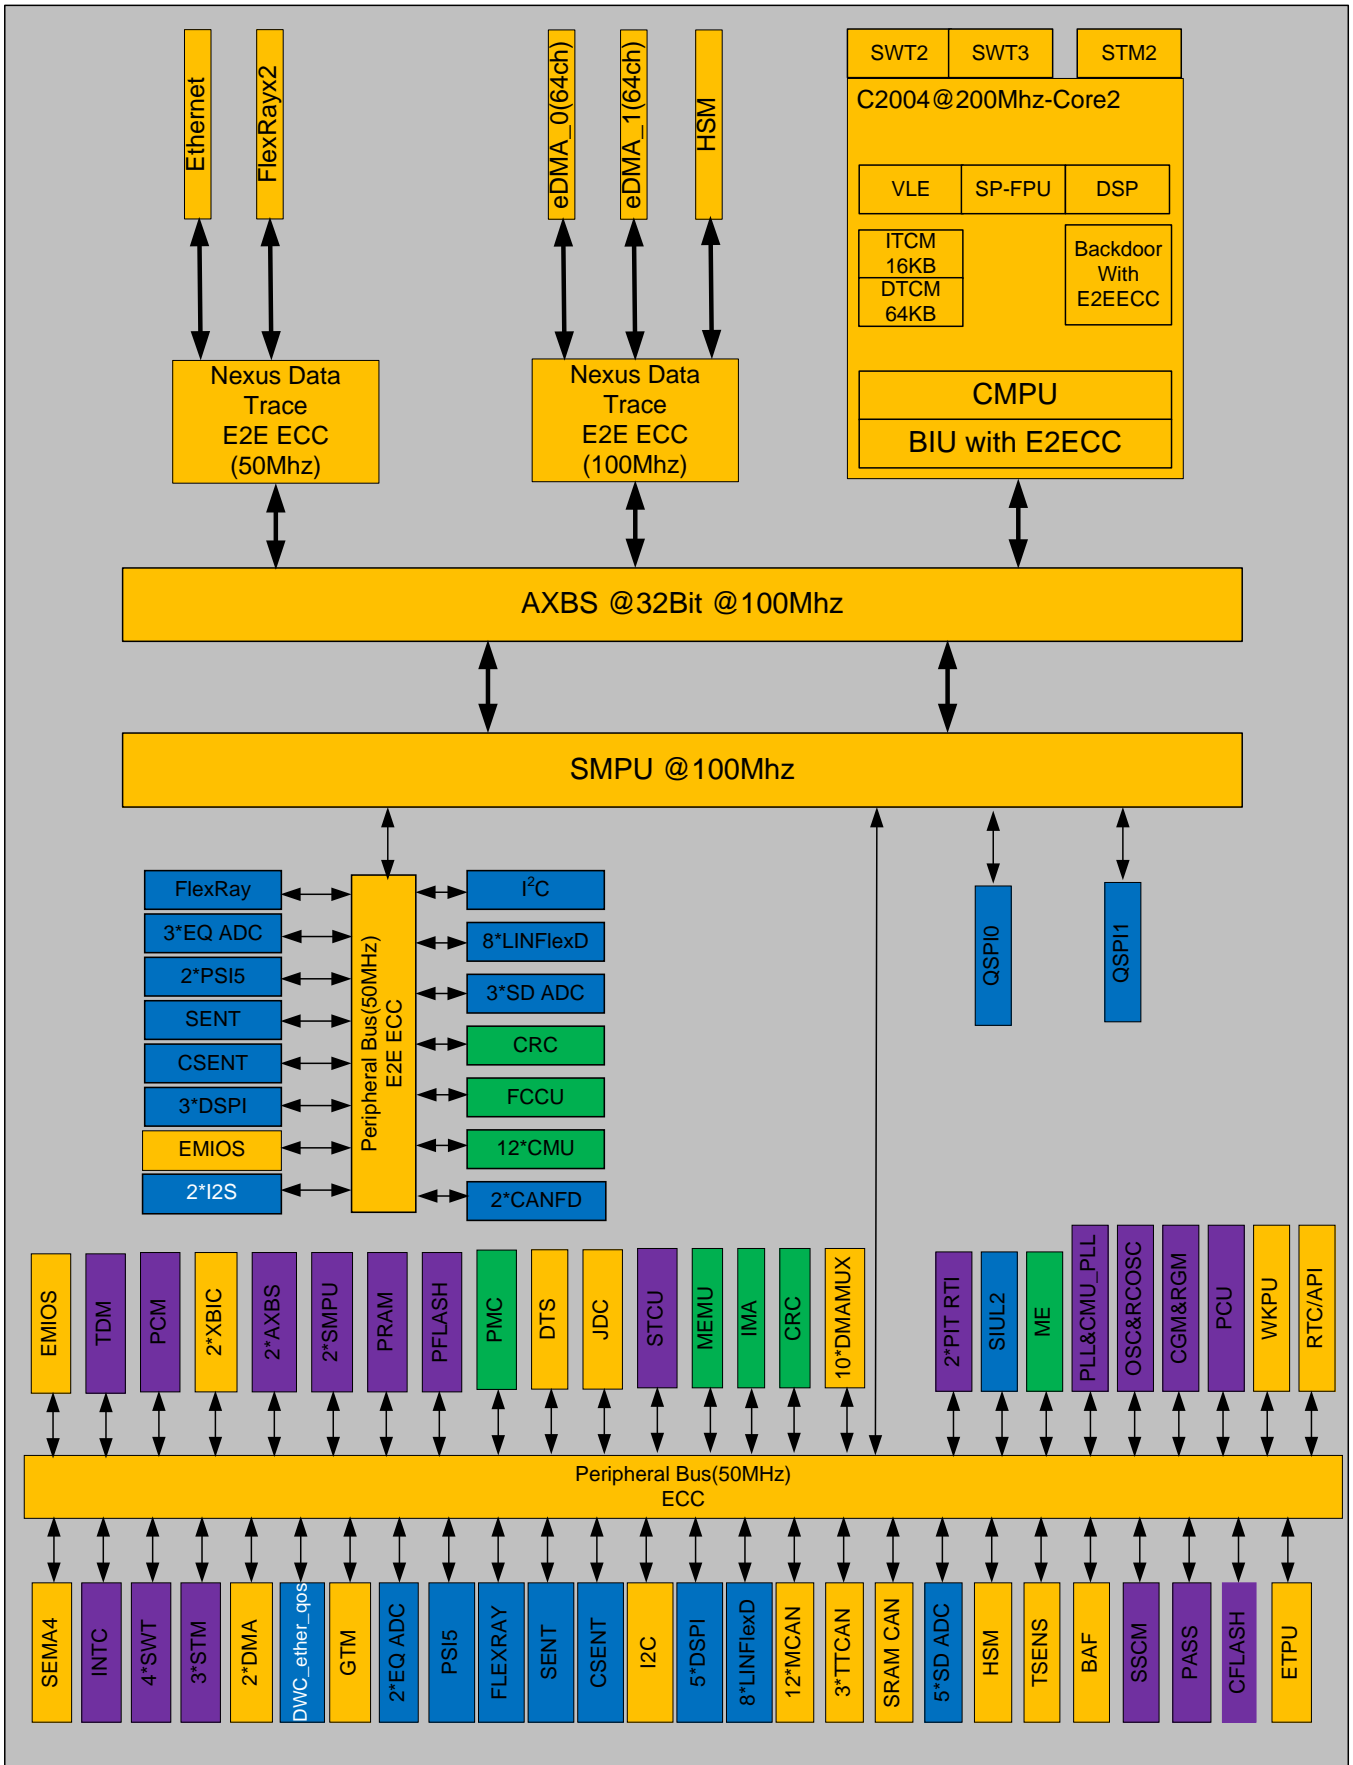 Ethernet
FlexRayx2
eDMA_0(64ch)
eDMA_1(64ch)
HSM
SWT2
SWT3
STM2
C2004@200Mhz-Core2
VLE
SP-FPU
DSP
ITCM
16KB
DTCM
64KB
Backdoor
With
E2EECC
CMPU
BIU with E2ECC
Nexus Data
Trace
E2E ECC
(50Mhz)
Nexus Data
Trace
E2E ECC
(100Mhz)
AXBS @32Bit @100Mhz
SMPU @100Mhz
FlexRay
3*EQ ADC
2*PSI5
SENT
CSENT
3*DSPI
EMIOS
2*I2S
Peripheral Bus(50MHz)
E2E ECC
I²C
8*LINFlexD
3*SD ADC
CRC
FCCU
12*CMU
2*CANFD
QSPI0
QSPI1
EMIOS
TDM
PCM
2*XBIC
2*AXBS
2*SMPU
PRAM
PFLASH
PMC
DTS
JDC
STCU
MEMU
IMA
CRC
10*DMAMUX
2*PIT RTI
SIUL2
ME
PLL&CMU_PLL
OSC&RCOSC
CGM&RGM
PCU
WKPU
RTC/API
Peripheral Bus(50MHz)
ECC
SEMA4
INTC
4*SWT
3*STM
2*DMA
DWC_ether_qos
GTM
2*EQ ADC
PSI5
FLEXRAY
SENT
CSENT
I2C
5*DSPI
8*LINFlexD
12*MCAN
3*TTCAN
SRAM CAN
5*SD ADC
HSM
TSENS
BAF
SSCM
PASS
CFLASH
ETPU